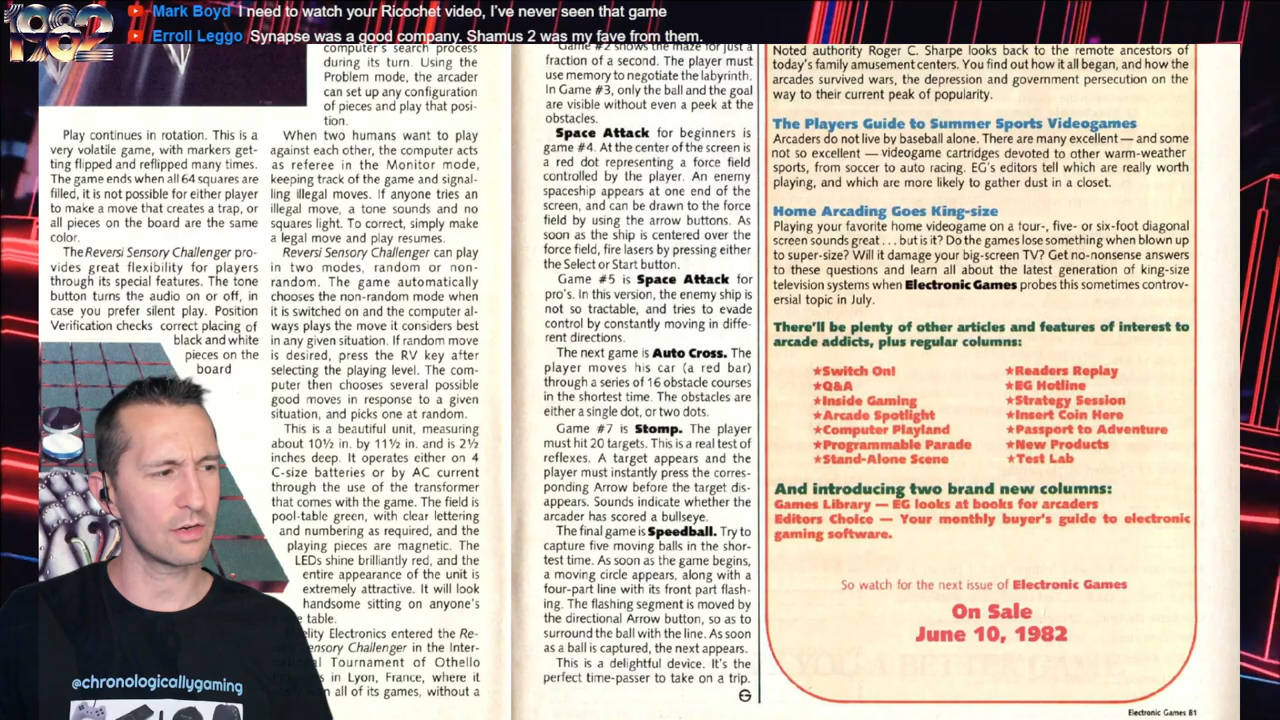 1982
Mark Boyd I need to watch your Ricochet video, I've never seen that game
Erroll Leggo Synapse was a good company. Shamus 2 was my fave from them.
Play continues in rotation. This is a
very volatile game, with markers get-
ting flipped and reflipped many times.
The game ends when all 64 squares are
filled, it is not possible for either player
to make a move that creates a trap, or
all pieces on the board are the same
color.
The Reversi Sensory Challenger pro-
vides great flexibility for players
through its special features. The tone
button turns the audio on or off, in
case you prefer silent play. Position
Verification checks correct placing of
black and white
pieces on the
board
computer's search process
during its turn. Using the
Problem mode, the arcader
can set up any configuration
of pieces and play that posi-
tion.
When two humans want to play
against each other, the computer acts
as referee in the Monitor mode,
keeping track of the game and signal-
ling illegal moves. If anyone tries an
illegal move, a tone sounds and no
squares light. To correct, simply make
a legal move and play resumes.
Reversi Sensory Challenger can play
in two modes, random or non-
random. The game automatically
chooses the non-random mode when
it is switched on and the computer al-
ways plays the move it considers best
in any given situation. If random move
is desired, press the RV key after
selecting the playing level. The com-
puter then chooses several possible
good moves in response to a given
situation, and picks one at random.
This is a beautiful unit, measuring
about 10½ in. by 11½ in. and is 2½
inches deep. It operates either on 4
C-size batteries or by AC current
through the use of the transformer
that comes with the game. The field is
pool-table green, with clear lettering
and numbering as required, and the
playing pieces are magnetic. The
LEDs shine brilliantly red, and the
entire appearance of the unit is
extremely attractive. It will look
handsome sitting on anyone's
table.
Electronics entered the Re-
Challenger in the Inter-
Tournament of Othello
in Lyon, France, where it
all of its games, without a
Game #2 shows the maze for just a
fraction of a second. The player must
use memory to negotiate the labyrinth.
In Game #3, only the ball and the goal
are visible without even a peek at the
obstacles.
Space Attack for beginners is
game #4. At the center of the screen is
a red dot representing a force field
controlled by the player. An enemy
spaceship appears at one end of the
screen, and can be drawn to the force
field by using the arrow buttons. As
soon as the ship is centered over the
force field, fire lasers by pressing either
the Select or Start button.
Game #5 is Space Attack for
pro's. In this version, the enemy ship is
not so tractable, and tries to evade
control by constantly moving in diffe-
rent directions.
The next game is Auto Cross. The
player moves his car (a red bar)
through a series of 16 obstacle courses
in the shortest time. The obstacles are
either a single dot, or two dots.
Game #7 is Stomp. The player
must hit 20 targets. This is a real test of
reflexes. A target appears and the
player must instantly press the corres-
ponding Arrow before the target dis-
appears. Sounds indicate whether the
arcader has scored a bullseye.
The final game is Speedball. Try to
capture five moving balls in the shor-
test time. As soon as the game begins,
a moving circle appears, along with a
four-part line with its front part flash-
ing. The flashing segment is moved by
the directional Arrow button, so as to
surround the ball with the line. As soon
as a ball is captured, the next appears.
This is a delightful device. It's the
perfect time-passer to take on a trip.
Noted authority Roger C. Sharpe looks back to the remote ancestors of
today's family amusement centers. You find out how it all began, and how the
arcades survived wars, the depression and government persecution on the
way to their current peak of popularity.
The Players Guide to Summer Sports Videogames
Arcaders do not live by baseball alone. There are many excellent — and some
not so excellent — videogame cartridges devoted to other warm-weather
sports, from soccer to auto racing. EG's editors tell which are really worth
playing, and which are more likely to gather dust in a closet.
Home Arcading Goes King-size
Playing your favorite home videogame on a four-, five- or six-foot diagonal
screen sounds great . . . but is it? Do the games lose something when blown up
to super-size? Will it damage your big-screen TV? Get no-nonsense answers
to these questions and learn all about the latest generation of king-size
television systems when Electronic Games probes this sometimes controv-
ersial topic in July.
There'll be plenty of other articles and features of interest to
arcade addicts, plus regular columns:
★Switch On!
★Q&A
★Inside Gaming
★Arcade Spotlight
★Computer Playland
★Programmable Parade
★Stand-Alone Scene
★Readers Replay
★EG Hotline
★Strategy Session
★Insert Coin Here
★Passport to Adventure
★New Products
★Test Lab
And introducing two brand new columns:
Games Library — EG looks at books for arcaders
Editors Choice — Your monthly buyer's guide to electronic
gaming software.
So watch for the next issue of Electronic Games
On Sale
June 10, 1982
Electronic Games 81
@chronologicallygaming